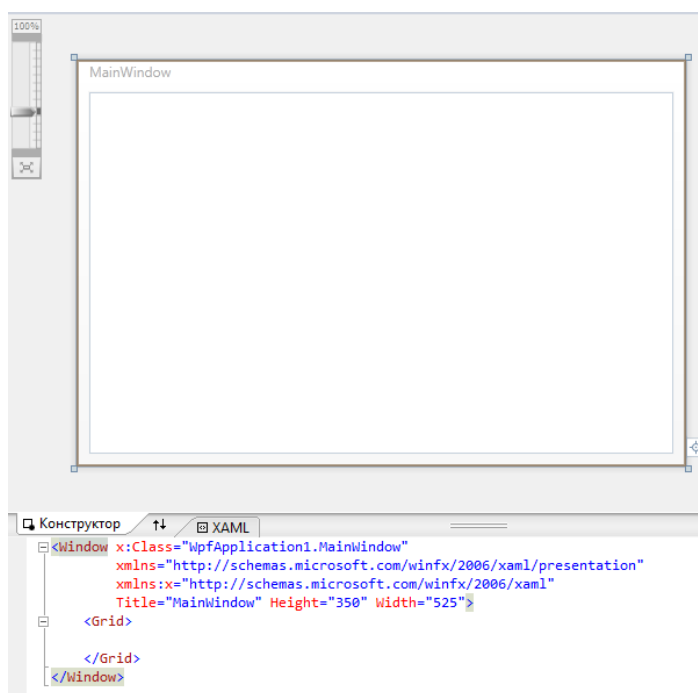 100%
MainWindow
Конструктор
XAML
<Window x:Class="WpfApplication1.MainWindow"
xmlns="http://schemas.microsoft.com/winfx/2006/xaml/presentation"
xmlns:x="http://schemas.microsoft.com/winfx/2006/xaml"
Title="MainWindow" Height="350" Width="525">
<Grid>
</Grid>
</Window>